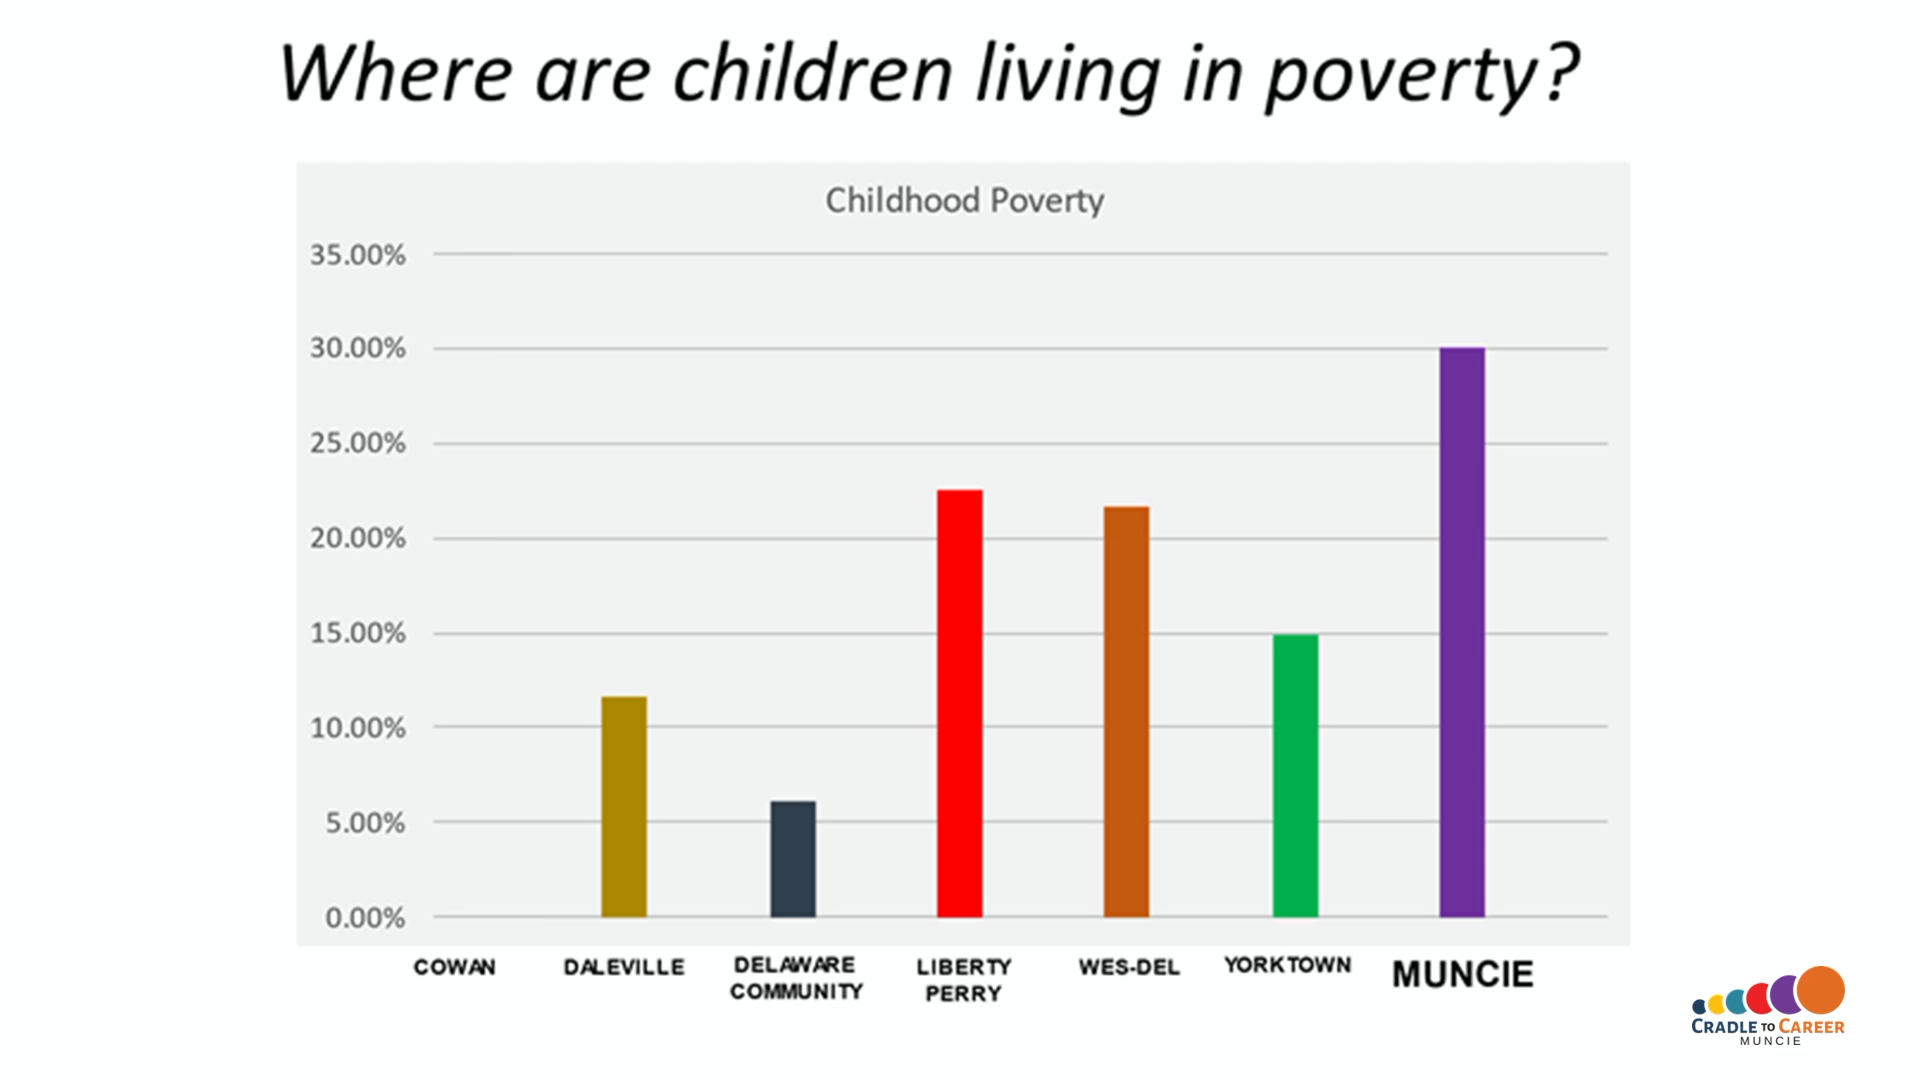 Where are children living in poverty?
Childhood Poverty
35.00%
30.00%
25.00%
20.00%
15.00%
10.00%
5.00%
0.00%
COWAN
DALEVILLE
DELAWARE
COMMUNITY
LIBERTY
PERRY
WES-DEL
YORKTOWN
MUNCIE
CRADLE TO CAREER
MUNCIE